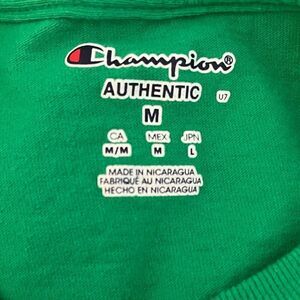 Champion®
AUTHENTIC U7
M
CA MEX JPN
M/M M L
MADE IN NICARAGUA
FABRIQUÉ AU NICARAGUA
HECHO EN NICARAGUA